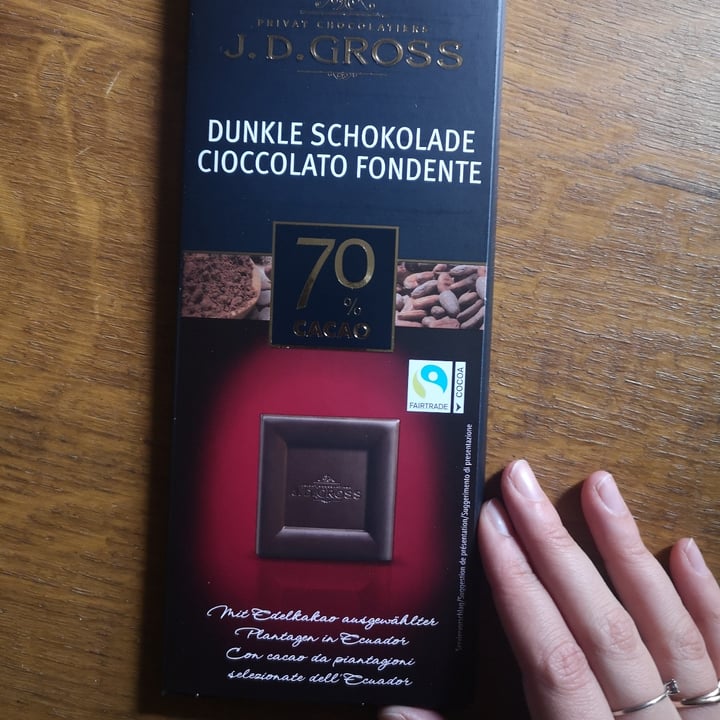 PRIVAT CHOCOLATIERS
J.D.GROSS
DUNKLE SCHOKOLADE
CIOCCOLATO FONDENTE
70
%
CACAO
FAIRTRADE
COCOA
J.D.GROSS
Serviervorschlag/Suggestion de présentation/Suggerimento di presentazione
Mit Edelkakao ausgewählter
Plantagen in Ecuador
Con cacao da piantagioni
selezionate dell'Ecuador